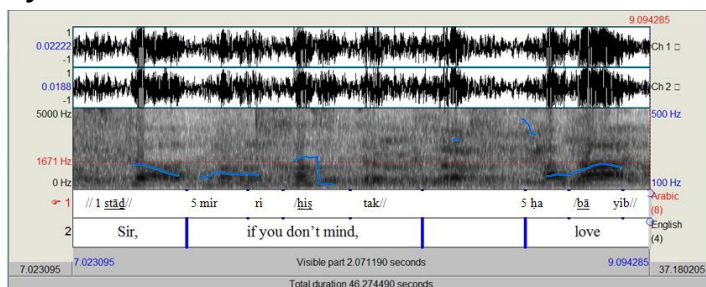 9.094285
1
0.02222
-1
Ch 1
1
0.0188
-1
Ch 2
5000 Hz 500 Hz
1671 Hz
0 Hz 100 Hz
1 // 1 stād// 5 mir ri /his tak// 5 ḥa /bā yib// Arabic (8)
2 Sir, if you don't mind, love English (4)
7.023095 7.023095 Visible part 2.071190 seconds 9.094285 37.180205
Total duration 46.274490 seconds